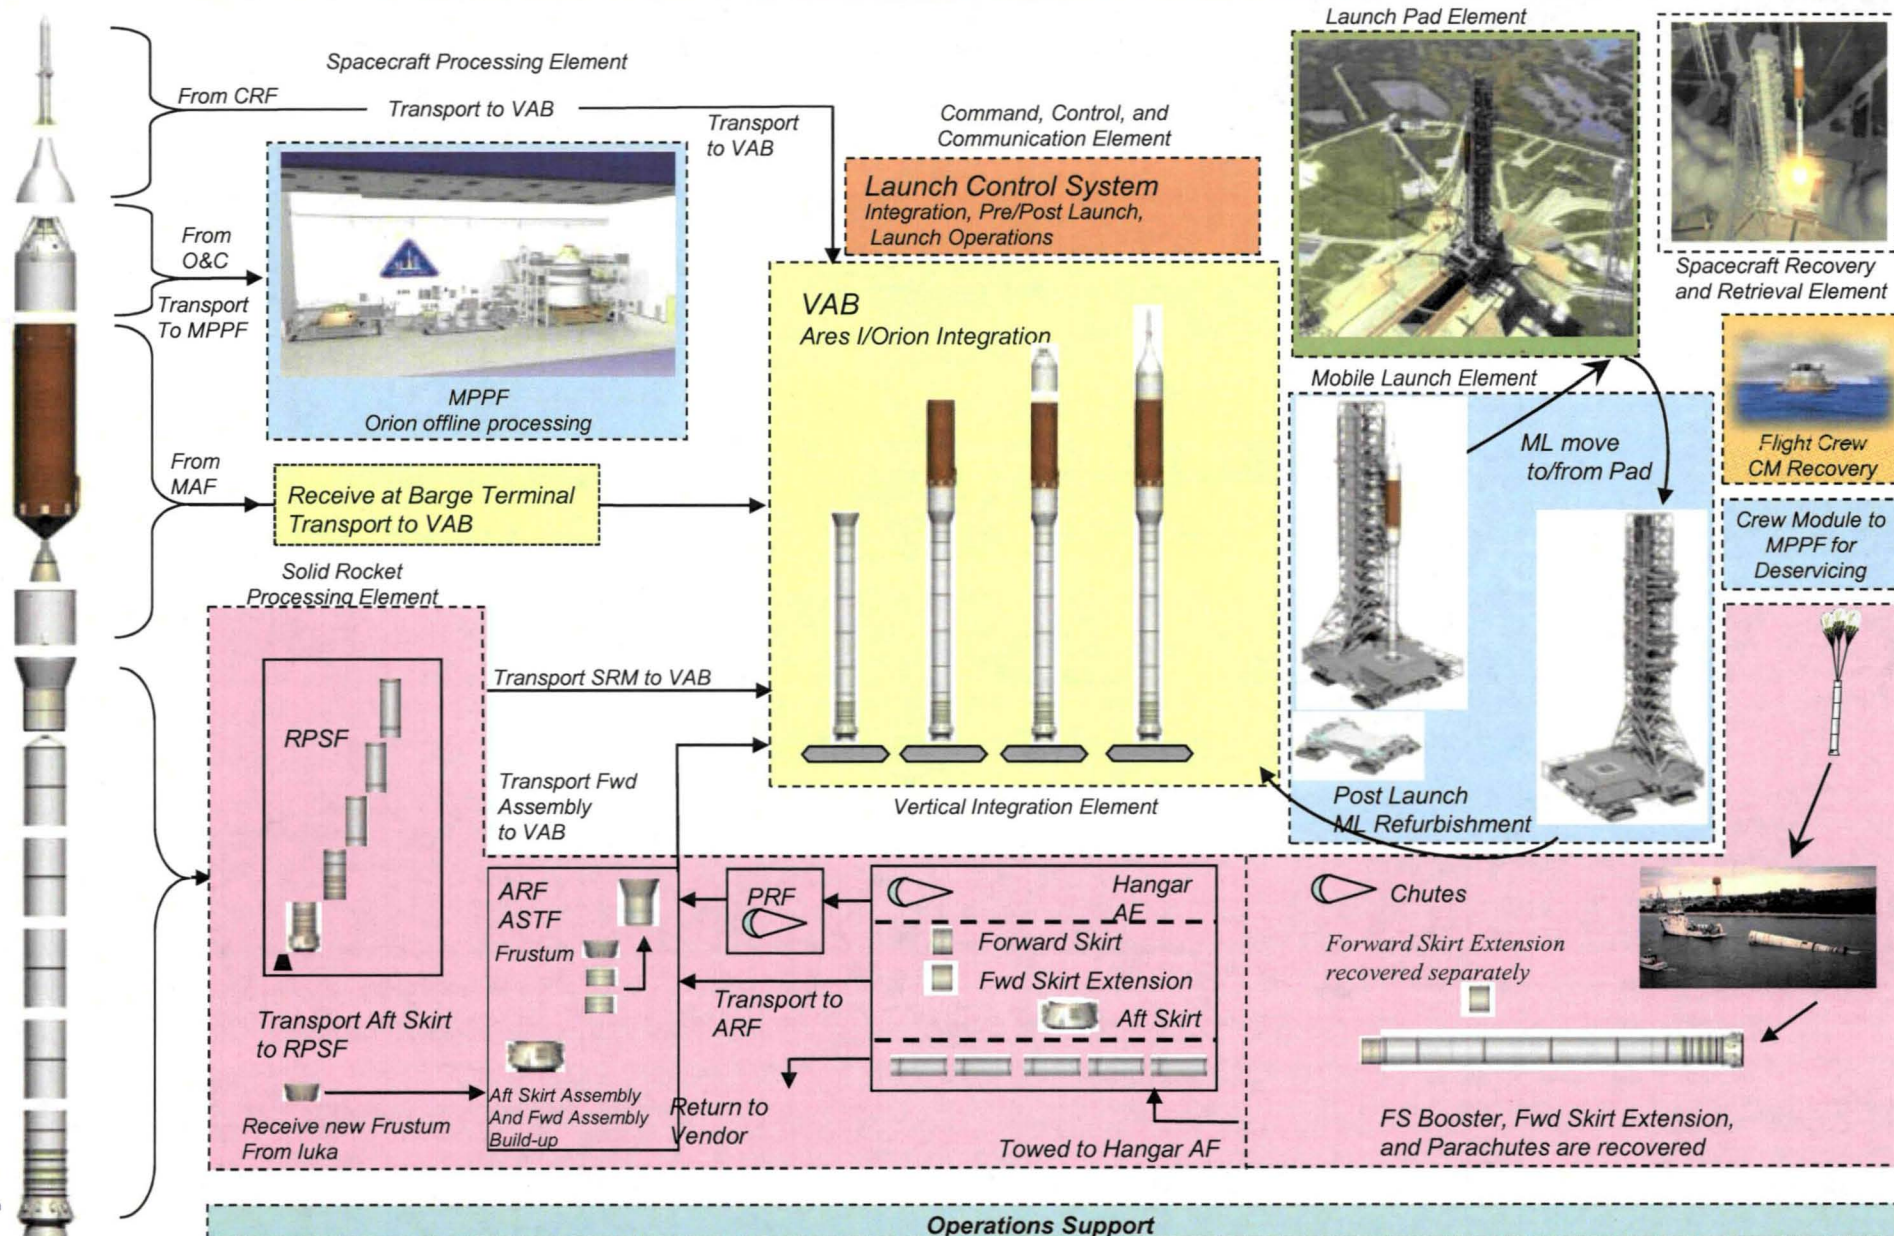 Launch Pad Element
Spacecraft Processing Element
From CRF
Transport to VAB
Transport
to VAB
Command, Control, and
Communication Element
Launch Control System
Integration, Pre/Post Launch,
Launch Operations
From
O&C
Transport
To MPPF
MPPF
Orion offline processing
Spacecraft Recovery
and Retrieval Element
VAB
Ares I/Orion Integration
Mobile Launch Element
ML move
to/from Pad
Flight Crew
CM Recovery
Crew Module to
MPPF for
Deservicing
From
MAF
Receive at Barge Terminal
Transport to VAB
Solid Rocket
Processing Element
RPSF
Transport SRM to VAB
Transport Fwd
Assembly
to VAB
Vertical Integration Element
Post Launch
ML Refurbishment
ARF
ASTF
Frustum
PRF
Hangar
AF
Forward Skirt
Fwd Skirt Extension
Aft Skirt
Transport to
ARF
Chutes
Forward Skirt Extension
recovered separately
Transport Aft Skirt
to RPSF
Receive new Frustum
From Iuka
Aft Skirt Assembly
And Fwd Assembly
Build-up
Return to
Vendor
Towed to Hangar AF
FS Booster, Fwd Skirt Extension,
and Parachutes are recovered
Operations Support